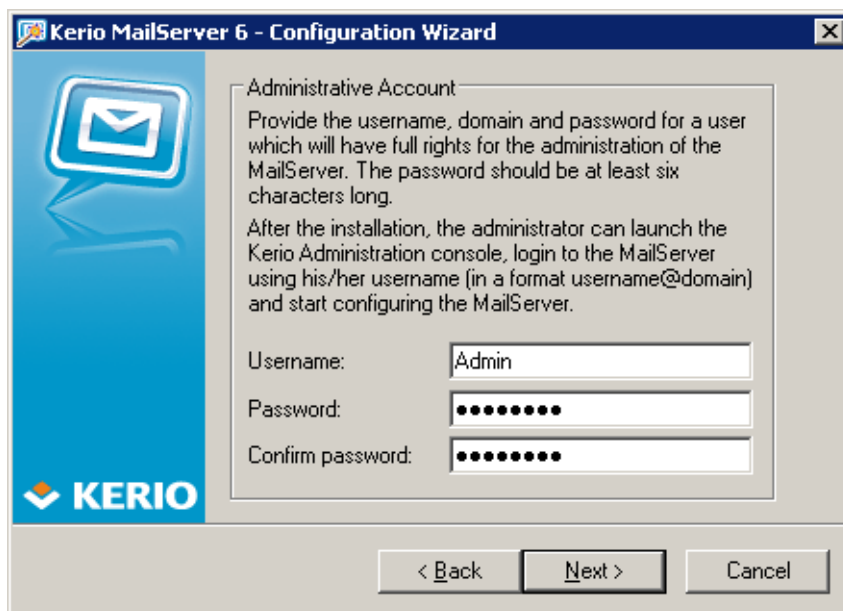 Kerio MailServer 6 - Configuration Wizard
Administrative Account
Provide the username, domain and password for a user
which will have full rights for the administration of the
MailServer. The password should be at least six
characters long.
After the installation, the administrator can launch the
Kerio Administration console, login to the MailServer
using his/her username (in a format username@domain)
and start configuring the MailServer.
Username: Admin
Password: ●●●●●●●●
Confirm password: ●●●●●●●●
KERIO
< Back Next > Cancel